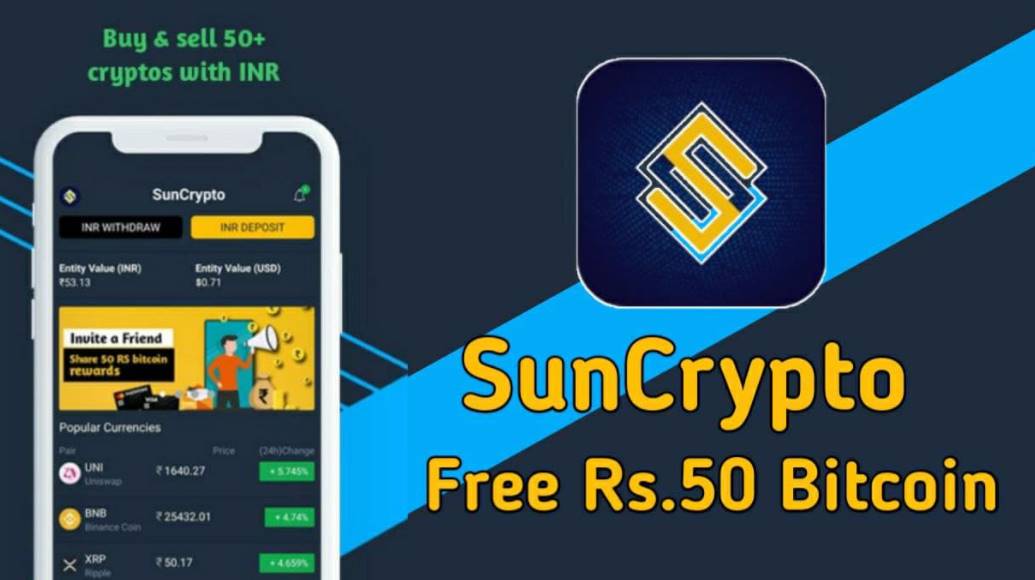 Buy & sell 50+
cryptos with INR
SunCrypto
INR WITHDRAW
INR DEPOSIT
Entity Value (INR)
Entity Value (USD)
₹53.13
$0.71
Invite a Friend
Share 50 RS bitcoin
rewards
VISA
₹
Popular Currencies
Pair
Price
(24h)Change
UNI
₹ 1640.27
+ 5.745%
Uniswap
BNB
₹ 25432.01
+ 4.74%
Binance Coin
XRP
₹ 50.17
+ 4.659%
Ripple
SunCrypto
Free Rs.50 Bitcoin